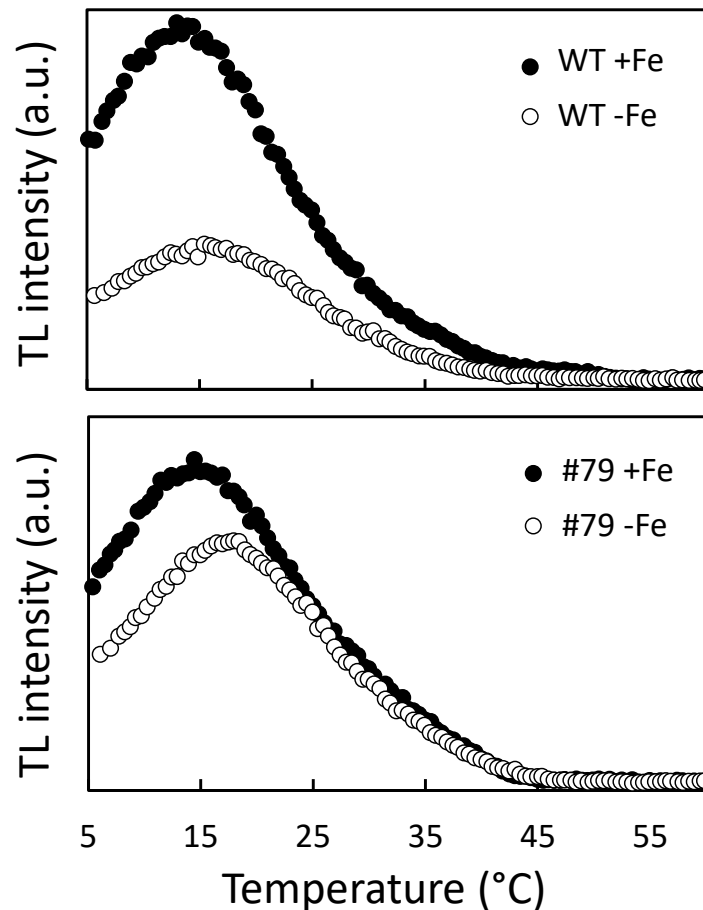 TL intensity (a.u.)
WT +Fe
WT -Fe
TL intensity (a.u.)
#79 +Fe
#79 -Fe
5 15 25 35 45 55
Temperature (°C)